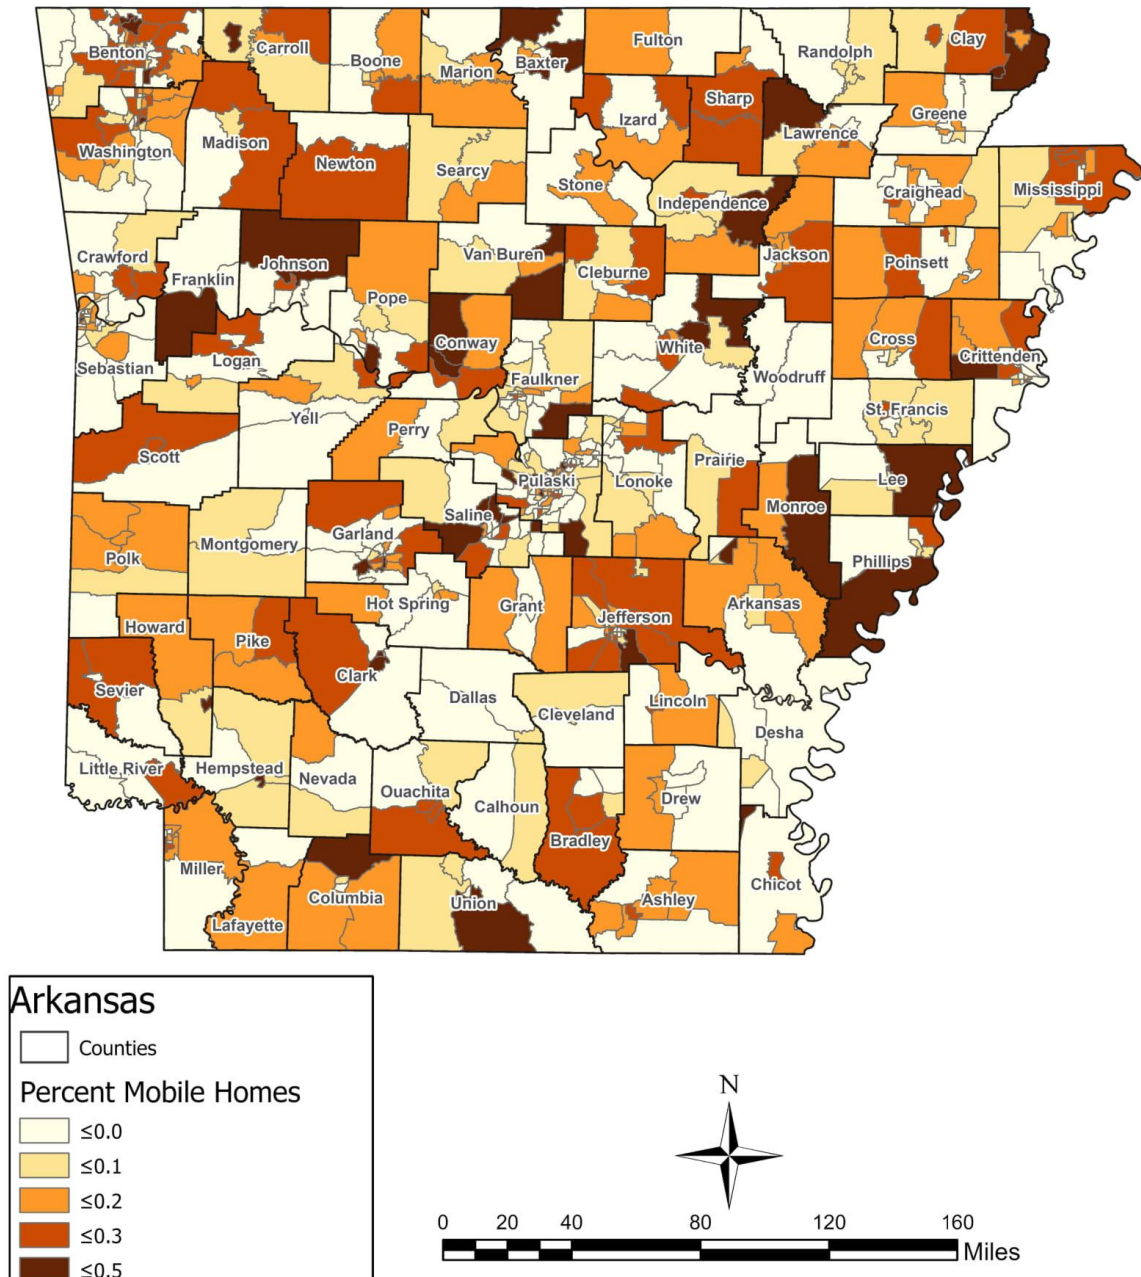 Benton
Carroll
Boone
Marion
Baxter
Fulton
Randolph
Clay
Washington
Madison
Newton
Searcy
Stone
Izard
Sharp
Lawrence
Greene
Independence
Craighead
Mississippi
Crawford
Franklin
Johnson
Pope
Van Buren
Cleburne
Jackson
Poinsett
Sebastian
Logan
Conway
Faulkner
White
Woodruff
Cross
Crittenden
Yell
Perry
St. Francis
Scott
Pulaski
Lonoke
Prairie
Monroe
Lee
Saline
Garland
Montgomery
Polk
Phillips
Hot Spring
Grant
Jefferson
Arkansas
Howard
Pike
Clark
Sevier
Dallas
Cleveland
Lincoln
Desha
Little River
Hempstead
Nevada
Ouachita
Calhoun
Bradley
Drew
Miller
Lafayette
Columbia
Union
Ashley
Chicot
Arkansas
Counties
Percent Mobile Homes
≤0.0
≤0.1
≤0.2
≤0.3
≤0.5
N
0 20 40 80 120 160
Miles